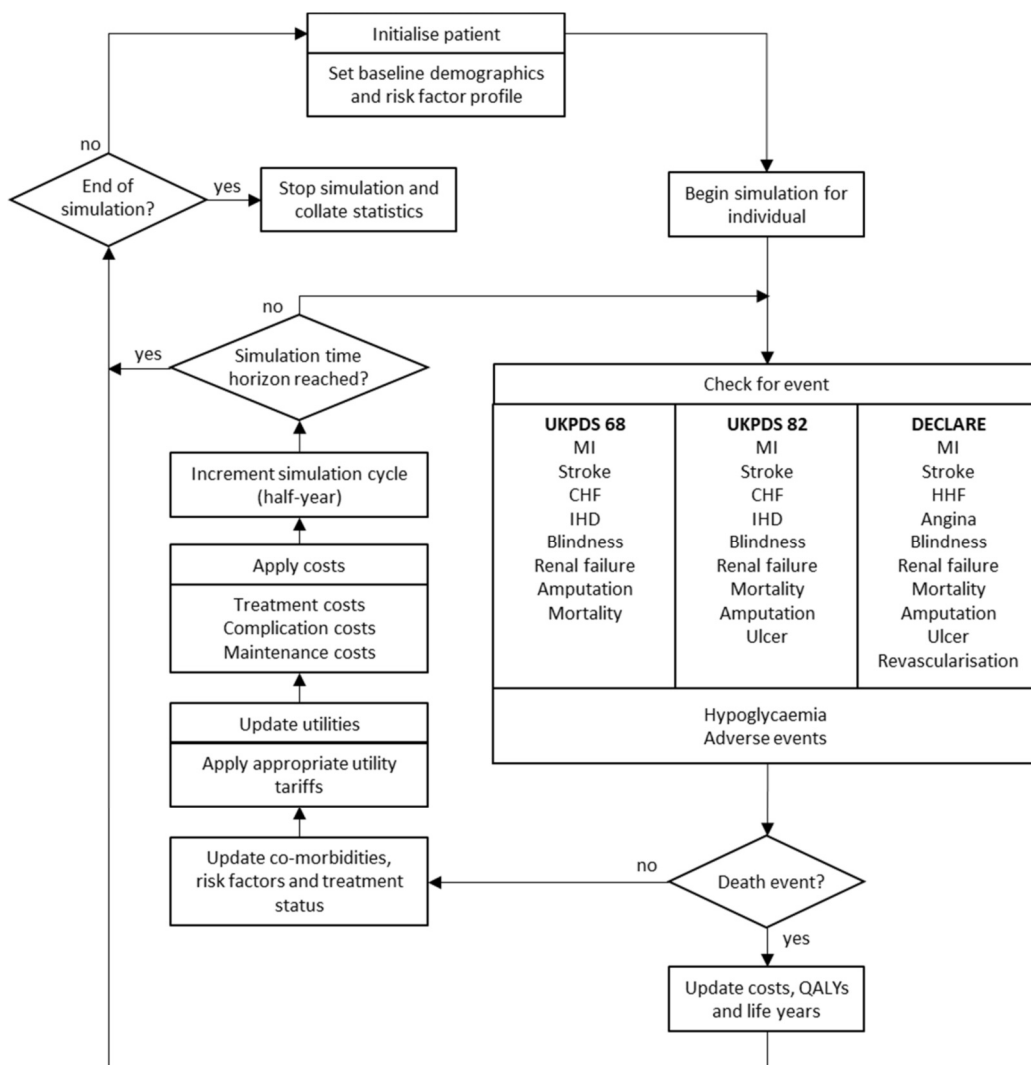 Initialise patient
Set baseline demographics
and risk factor profile
no
End of
simulation?
yes
Stop simulation and
collate statistics
Begin simulation for
individual
no
yes
Simulation time
horizon reached?
Check for event
UKPDS 68
MI
Stroke
CHF
IHD
Blindness
Renal failure
Amputation
Mortality
UKPDS 82
MI
Stroke
CHF
IHD
Blindness
Renal failure
Mortality
Amputation
Ulcer
DECLARE
MI
Stroke
HHF
Angina
Blindness
Renal failure
Mortality
Amputation
Ulcer
Revascularisation
Hypoglycaemia
Adverse events
Increment simulation cycle
(half-year)
Apply costs
Treatment costs
Complication costs
Maintenance costs
Update utilities
Apply appropriate utility
tariffs
Update co-morbidities,
risk factors and treatment
status
no
Death event?
yes
Update costs, QALYs
and life years